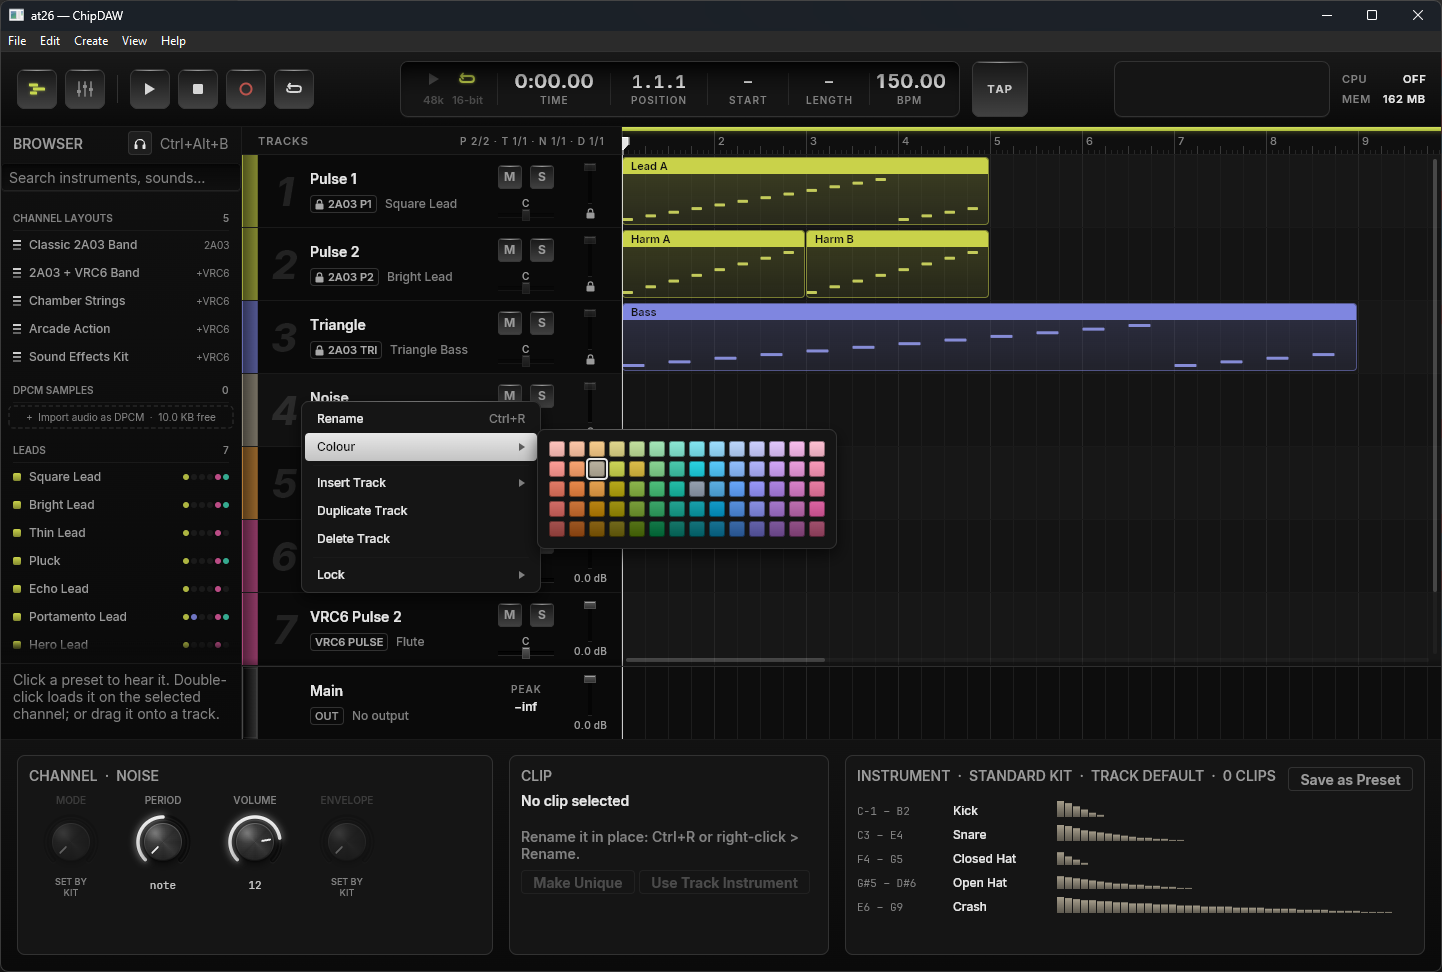 at26 — ChipDAW
File Edit Create View Help
48k 16-bit
0:00.00
TIME
1.1.1
POSITION
–
START
–
LENGTH
150.00
BPM
TAP
CPU OFF
MEM 162 MB
BROWSER Ctrl+Alt+B
Search instruments, sounds...
CHANNEL LAYOUTS 5
Classic 2A03 Band 2A03
2A03 + VRC6 Band +VRC6
Chamber Strings +VRC6
Arcade Action +VRC6
Sound Effects Kit +VRC6
DPCM SAMPLES 0
+ Import audio as DPCM · 10.0 KB free
LEADS 7
Square Lead
Bright Lead
Thin Lead
Pluck
Echo Lead
Portamento Lead
Hero Lead
Click a preset to hear it. Double-
click loads it on the selected
channel; or drag it onto a track.
TRACKS P 2/2 · T 1/1 · N 1/1 · D 1/1
2 3 4 5 6 7 8 9
1 Pulse 1 M S
2A03 P1 Square Lead C
2 Pulse 2 M S
2A03 P2 Bright Lead C
3 Triangle M S
2A03 TRI Triangle Bass C
4 Noise M S
5
6
0.0 dB
7 VRC6 Pulse 2 M S
VRC6 PULSE Flute C
0.0 dB
Main PEAK
OUT No output –inf
0.0 dB
Rename Ctrl+R
Colour
Insert Track
Duplicate Track
Delete Track
Lock
Lead A
Harm A Harm B
Bass
CHANNEL · NOISE
MODE PERIOD VOLUME ENVELOPE
SET BY
KIT
note
12
SET BY
KIT
CLIP
No clip selected
Rename it in place: Ctrl+R or right-click >
Rename.
Make Unique Use Track Instrument
INSTRUMENT · STANDARD KIT · TRACK DEFAULT · 0 CLIPS Save as Preset
C-1 – B2 Kick
C3 – E4 Snare
F4 – G5 Closed Hat
G#5 – D#6 Open Hat
E6 – G9 Crash